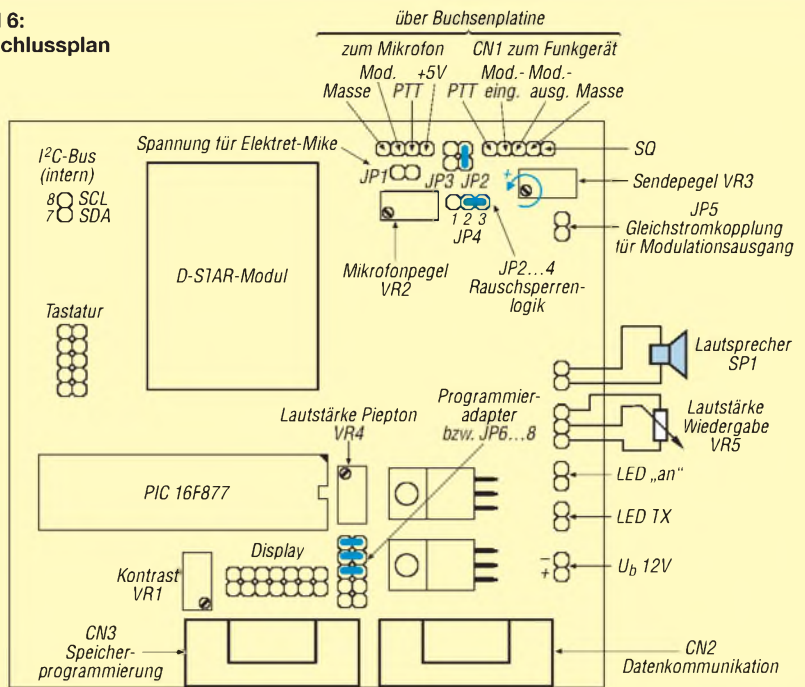 6:
chlussplan
über Buchsenplatine
zum Mikrofon
CN1 zum Funkgerät
Mod.
+5V
Mod.-
Mod.-
Masse
PTT
PTT
eing.
ausg.
Masse
I²C-Bus
(intern)
8
SCL
7
SDA
Spannung für Elektret-Mike
SQ
JP1
JP3
JP2
Sendepegel VR3
+
1 2 3
JP4
JP5
Gleichstromkopplung
für Modulationsausgang
D-STAR-Modul
Mikrofonpegel
VR2
JP2...4
Rauschsperren-
logik
Tastatur
Lautsprecher
SP1
Programmier-
adapter
bzw. JP6...8
Lautstärke Piepton
VR4
Lautstärke
Wiedergabe
VR5
LED „an“
PIC 16F877
LED TX
Display
Kontrast
VR1
–
+
Ub 12V
CN3
Speicher-
programmierung
CN2
Datenkommunikation